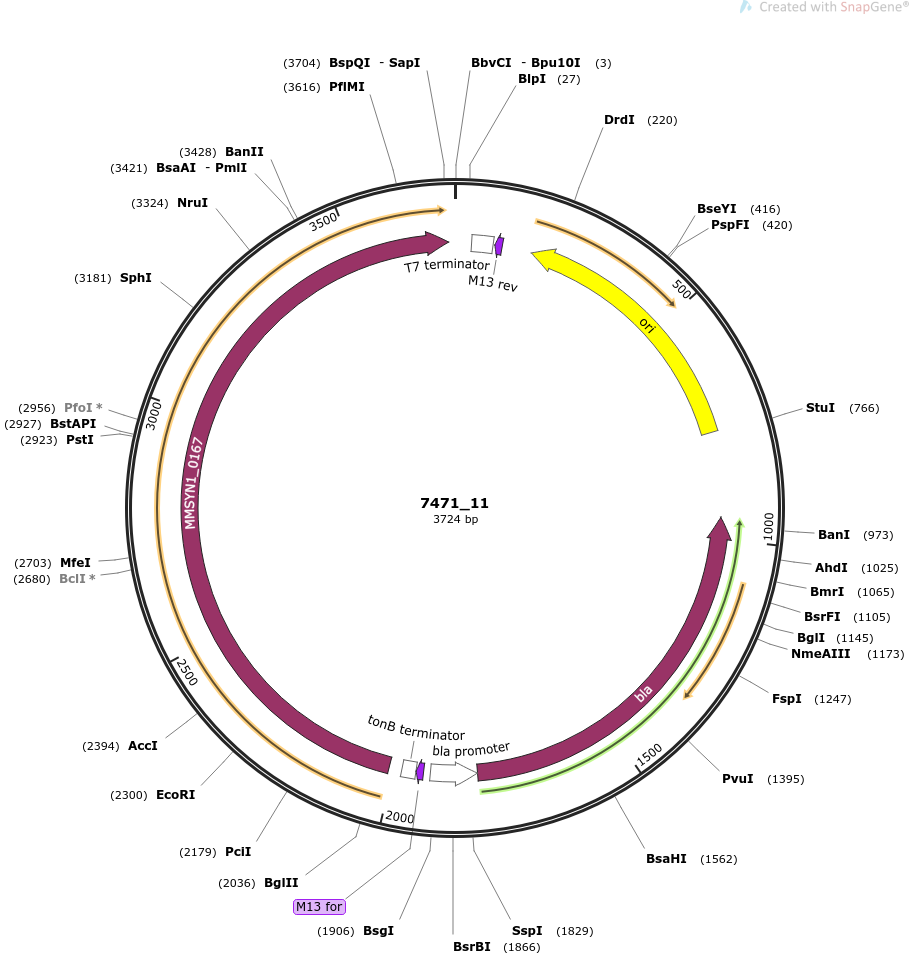 Created with SnapGene®
(3704) BspQI - SapI
BbvCI - Bpu10I (3)
(3616) PflMI
BlpI (27)
DrdI (220)
(3428) BanII
(3421) BsaAI - PmlI
(3324) NruI
BseYI (416)
PspFI (420)
3500
T7 terminator
M13 rev
(3181) SphI
500
ori
(2956) PfoI *
(2927) BstAPI
(2923) PstI
StuI (766)
3000
MMSYN1_0167
7471_11
3724 bp
1000
BanI (973)
(2703) MfeI
(2680) BclI *
AhdI (1025)
BmrI (1065)
BsrFI (1105)
BglI (1145)
NmeAIII (1173)
2500
bla
FspI (1247)
tonB terminator
bla promoter
(2394) AccI
1500
PvuI (1395)
(2300) EcoRI
2000
(2179) PciI
BsaHI (1562)
(2036) BglII
M13 for
(1906) BsgI
SspI (1829)
BsrBI (1866)